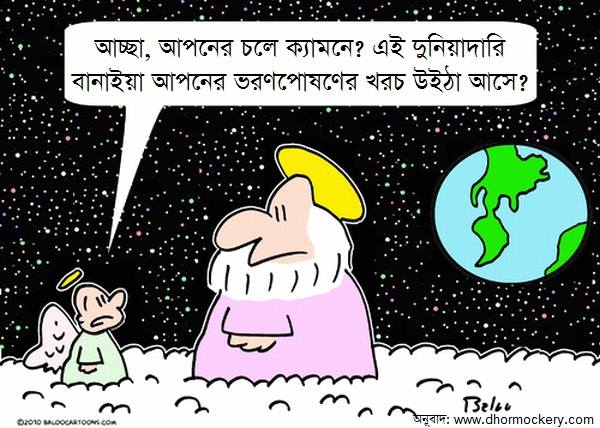 আচ্ছা, আপনের চলে ক্যামনে? এই দুনিয়াদারি
বানাইয়া আপনের ভরণপোষণের খরচ উইঠা আসে?
Baloo
©2010 BALOOCARTOONS.COM
অনুবাদ: www.dhormockery.com